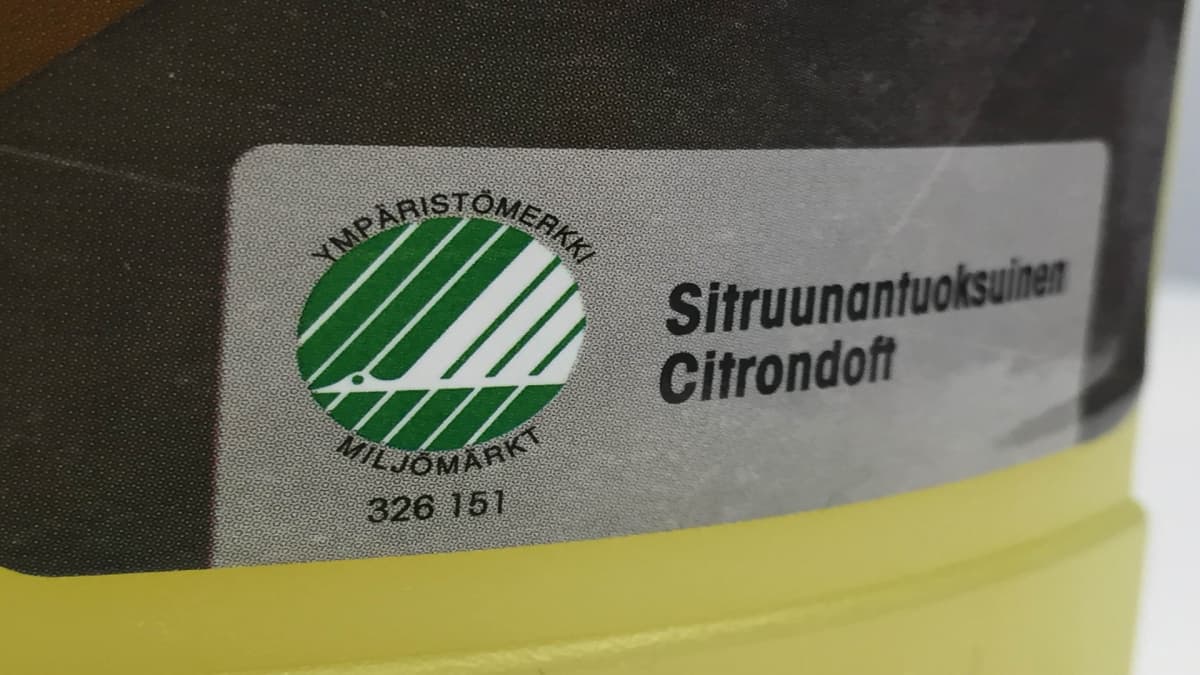 YMPÄRISTÖMERKKI
MILJÖMÄRKT
326 151
Sitruunantuoksuinen
Citrondoft